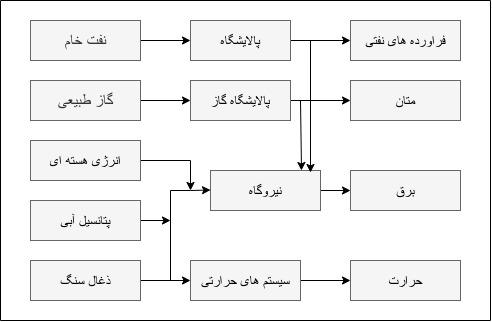 نفت خام
پالایشگاه
فراورده های نفتی
گاز طبیعی
پالایشگاه گاز
متان
انرژی هسته ای
نیروگاه
برق
پتانسیل آبی
ذغال سنگ
سیستم های حرارتی
حرارت